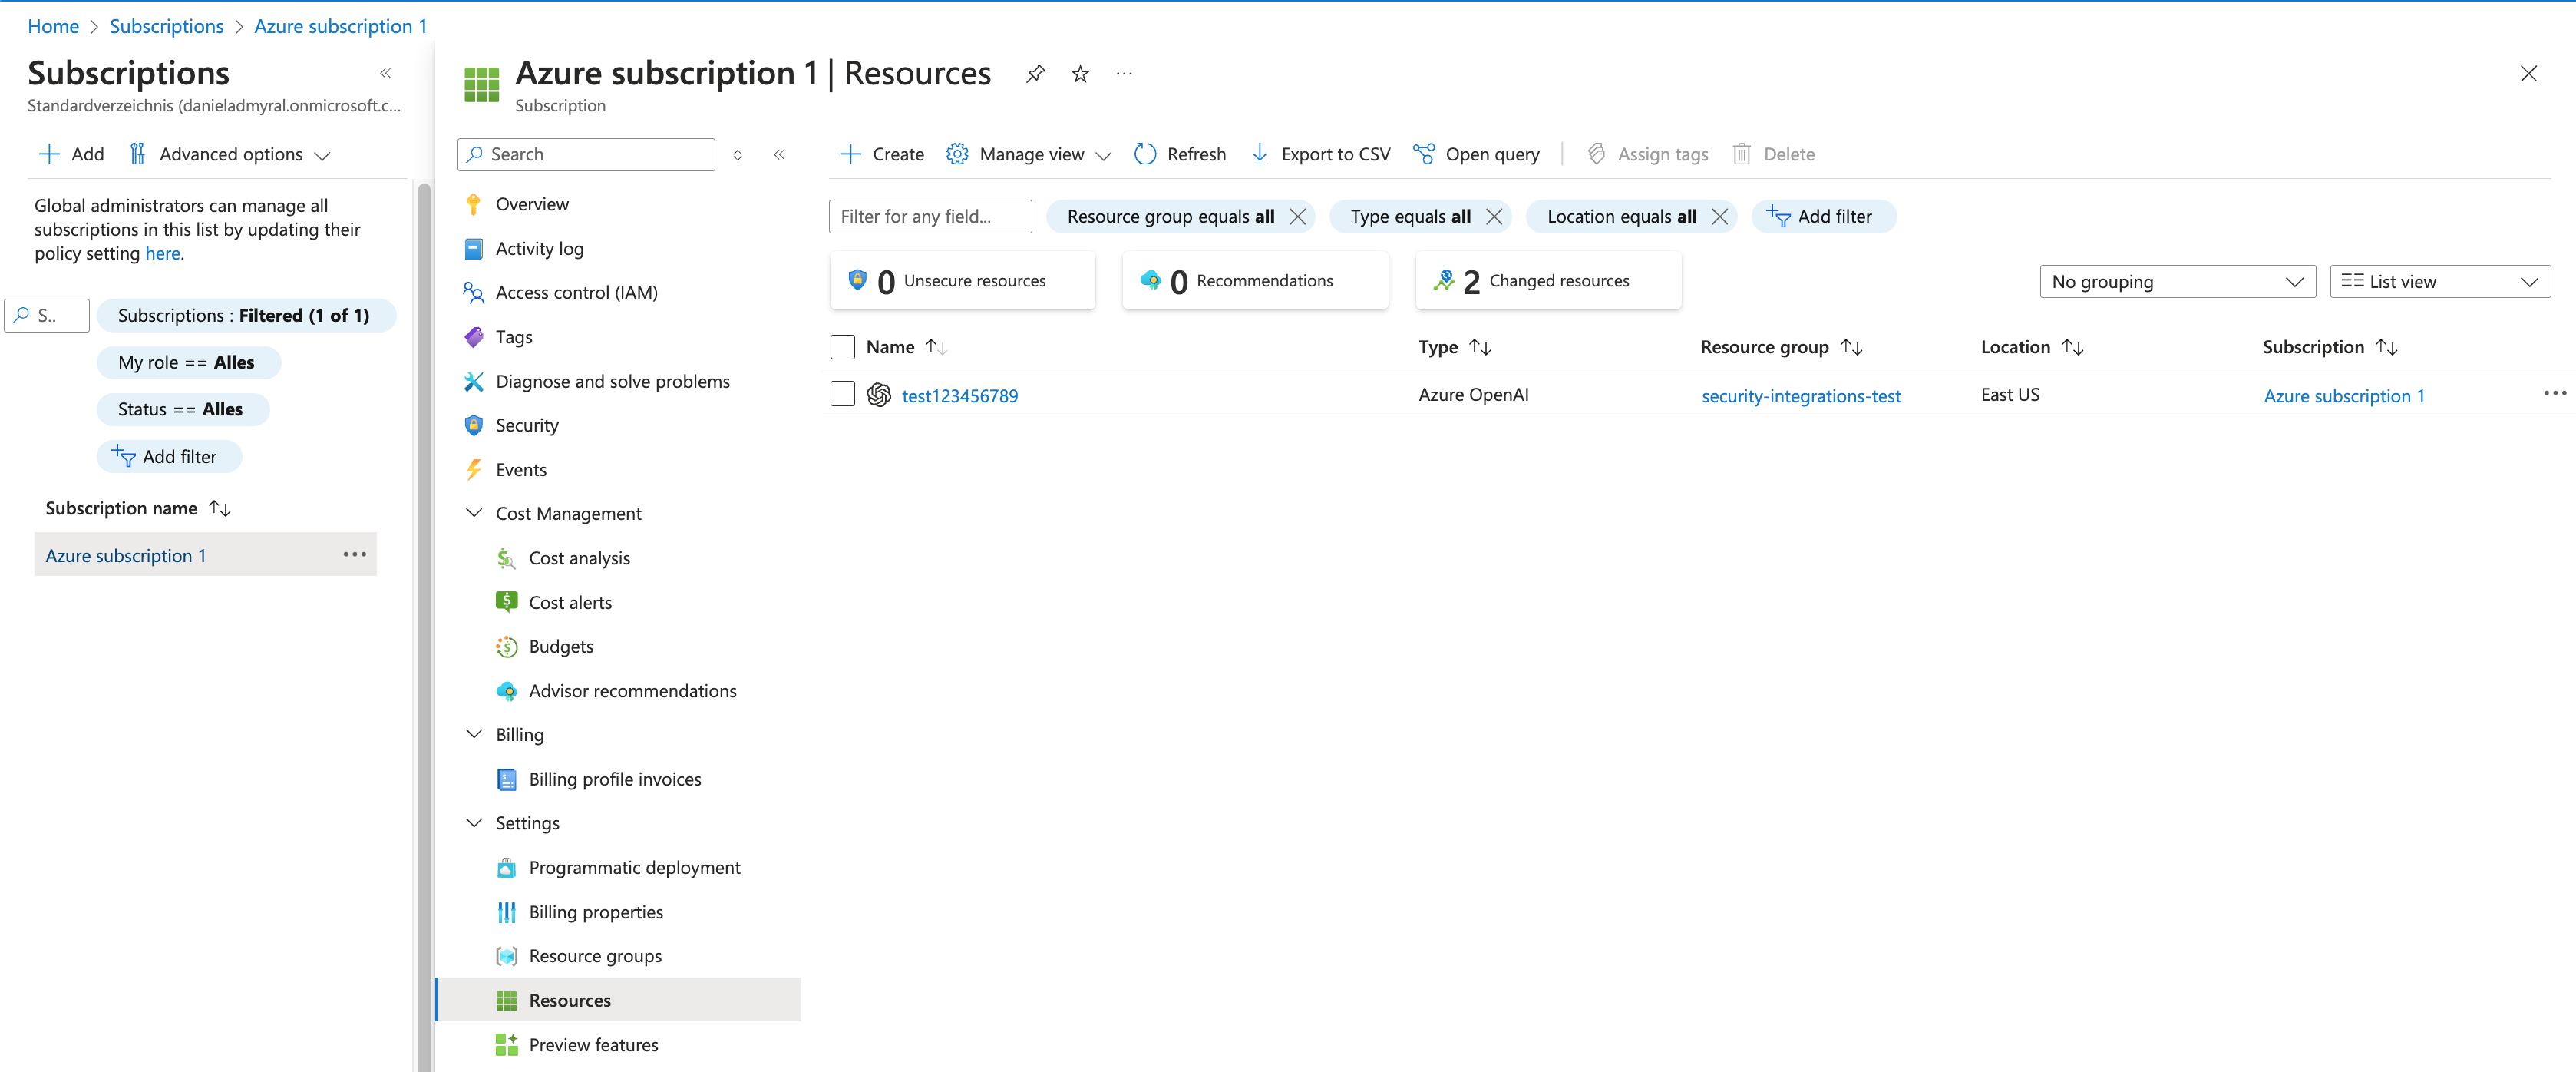 Home > Subscriptions > Azure subscription 1
Subscriptions
Standardverzeichnis (danieladmyral.onmicrosoft.c...
Add Advanced options
Global administrators can manage all
subscriptions in this list by updating their
policy setting here.
S..
Subscriptions : Filtered (1 of 1)
My role == Alles
Status == Alles
Add filter
Subscription name
Azure subscription 1
Azure subscription 1 | Resources
Subscription
Search
Overview
Activity log
Access control (IAM)
Tags
Diagnose and solve problems
Security
Events
Cost Management
Cost analysis
Cost alerts
Budgets
Advisor recommendations
Billing
Billing profile invoices
Settings
Programmatic deployment
Billing properties
Resource groups
Resources
Preview features
Create Manage view Refresh Export to CSV Open query Assign tags Delete
Filter for any field... Resource group equals all Type equals all Location equals all Add filter
0 Unsecure resources 0 Recommendations 2 Changed resources No grouping List view
Name Type Resource group Location Subscription
test123456789 Azure OpenAI security-integrations-test East US Azure subscription 1